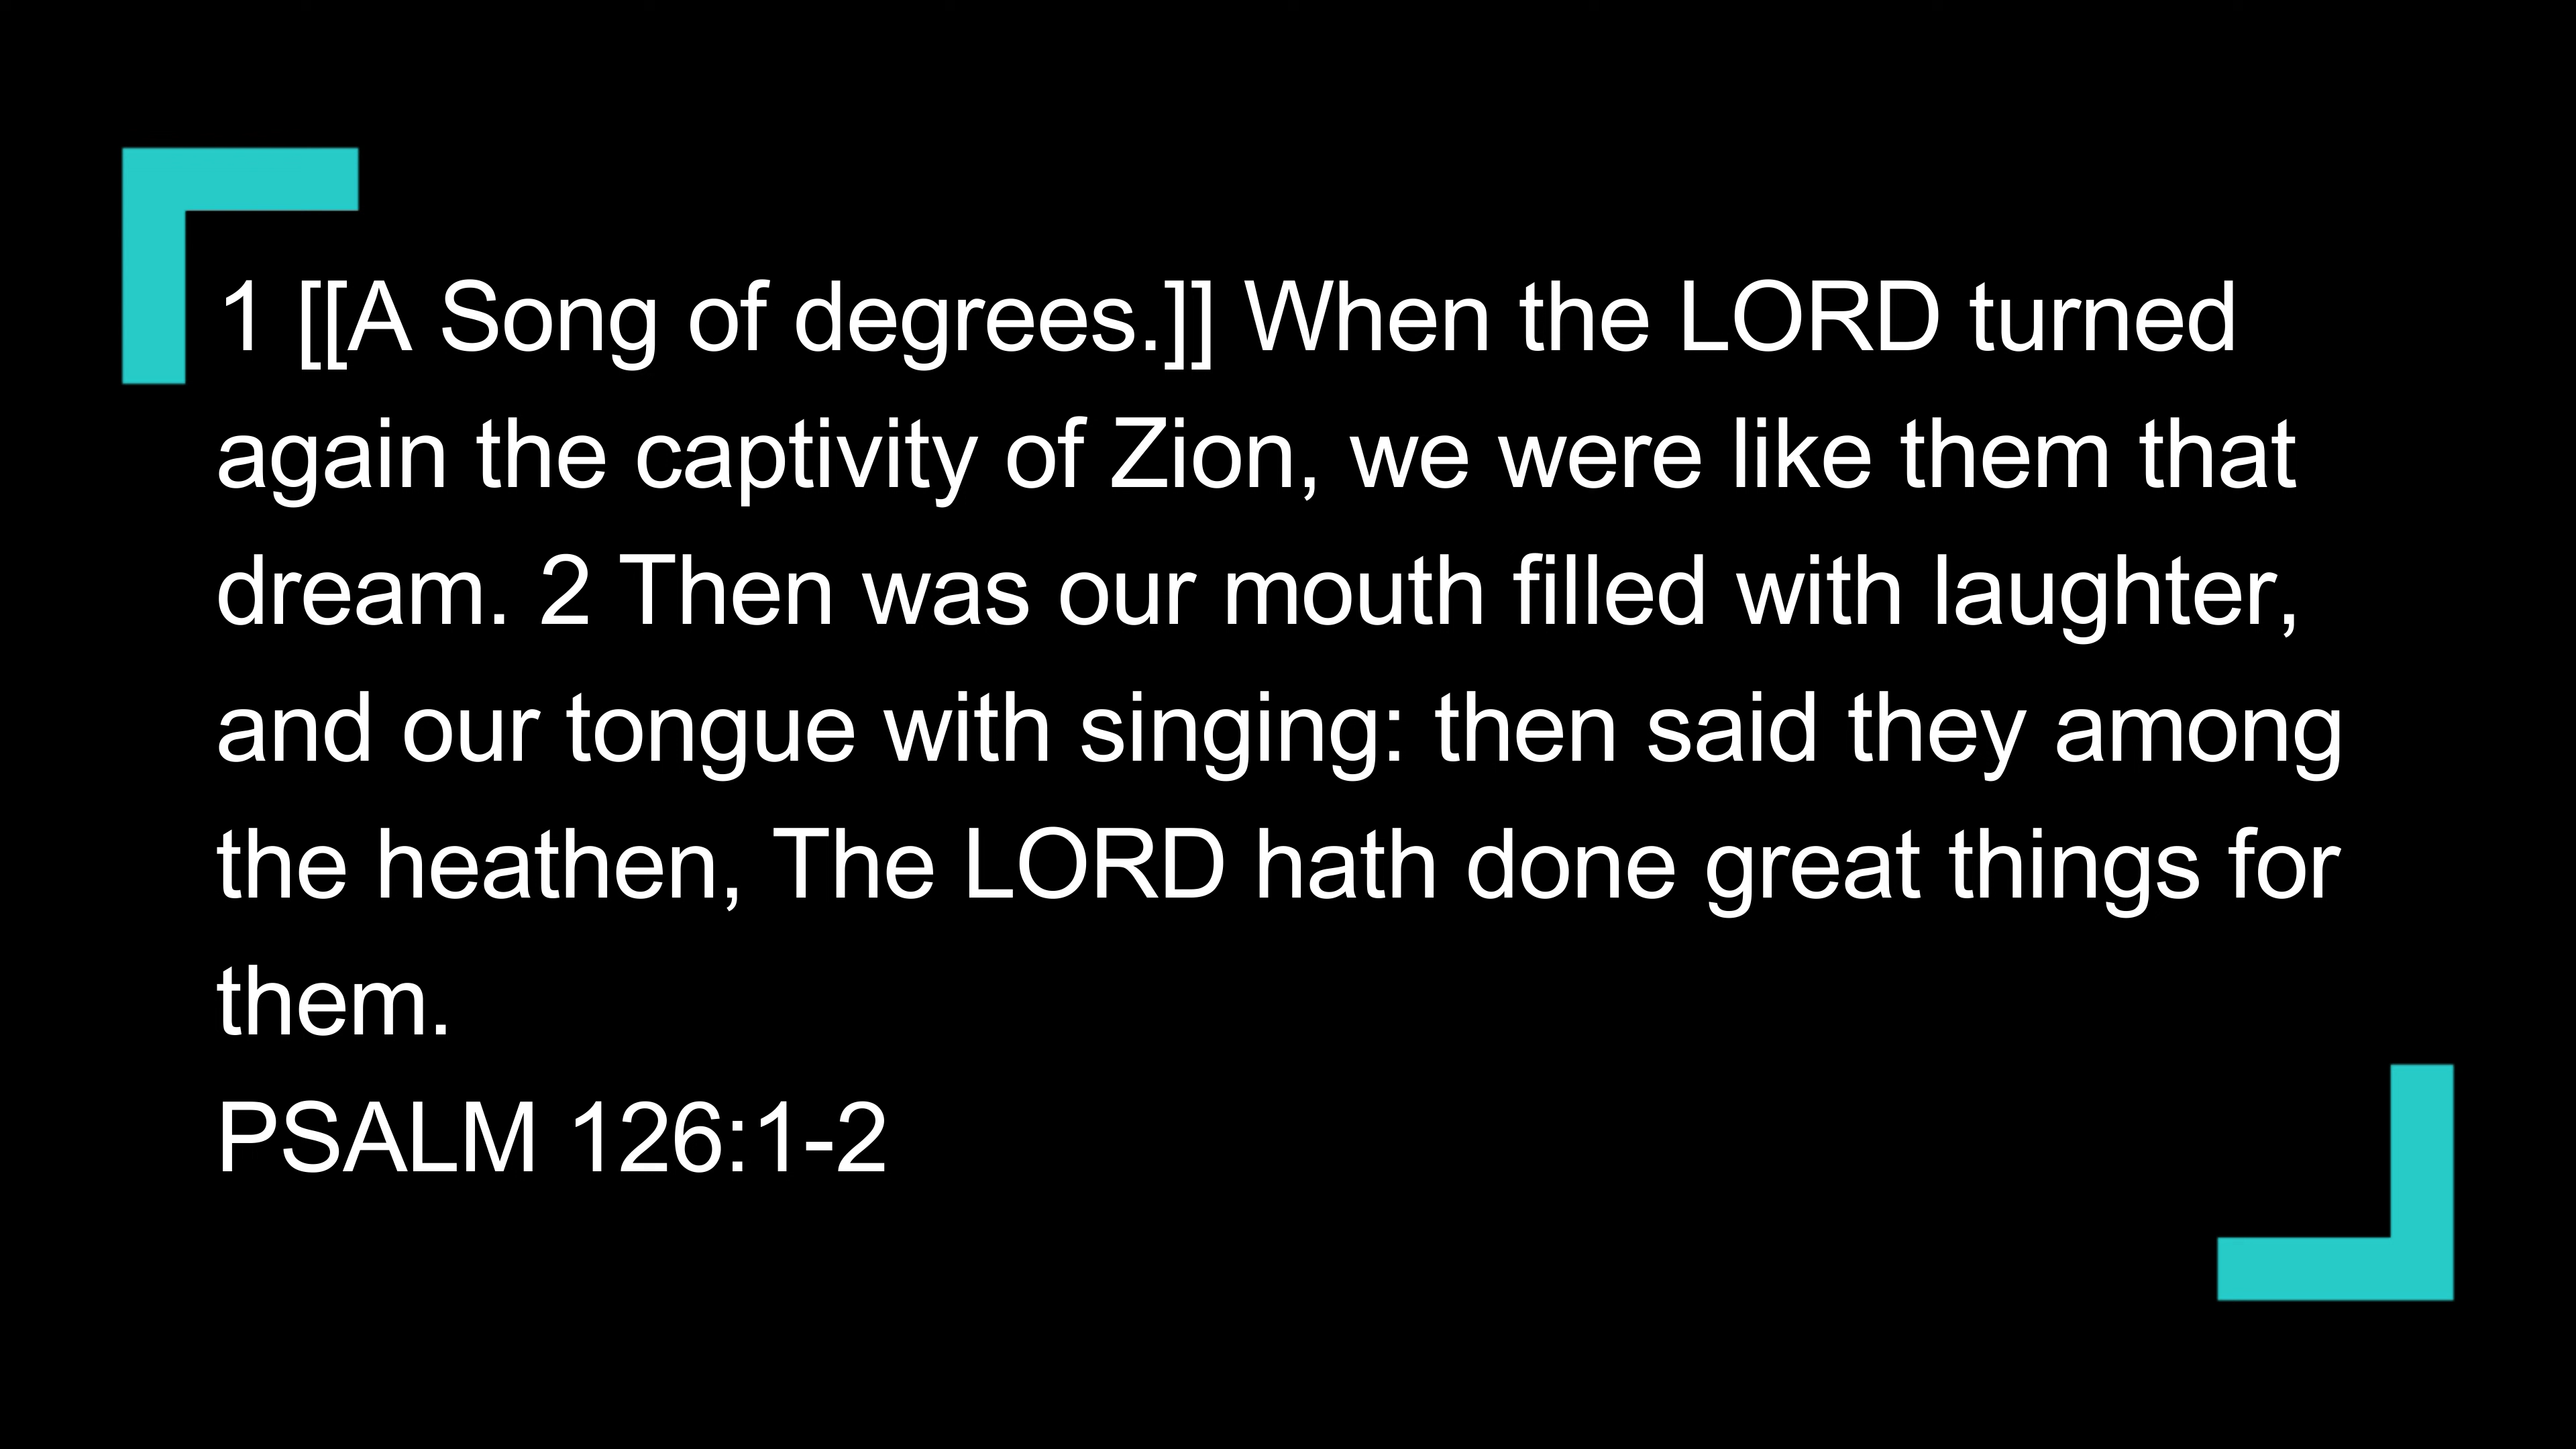 1 [[A Song of degrees.]] When the LORD turned
again the captivity of Zion, we were like them that
dream. 2 Then was our mouth filled with laughter,
and our tongue with singing: then said they among
the heathen, The LORD hath done great things for
them.
PSALM 126:1-2